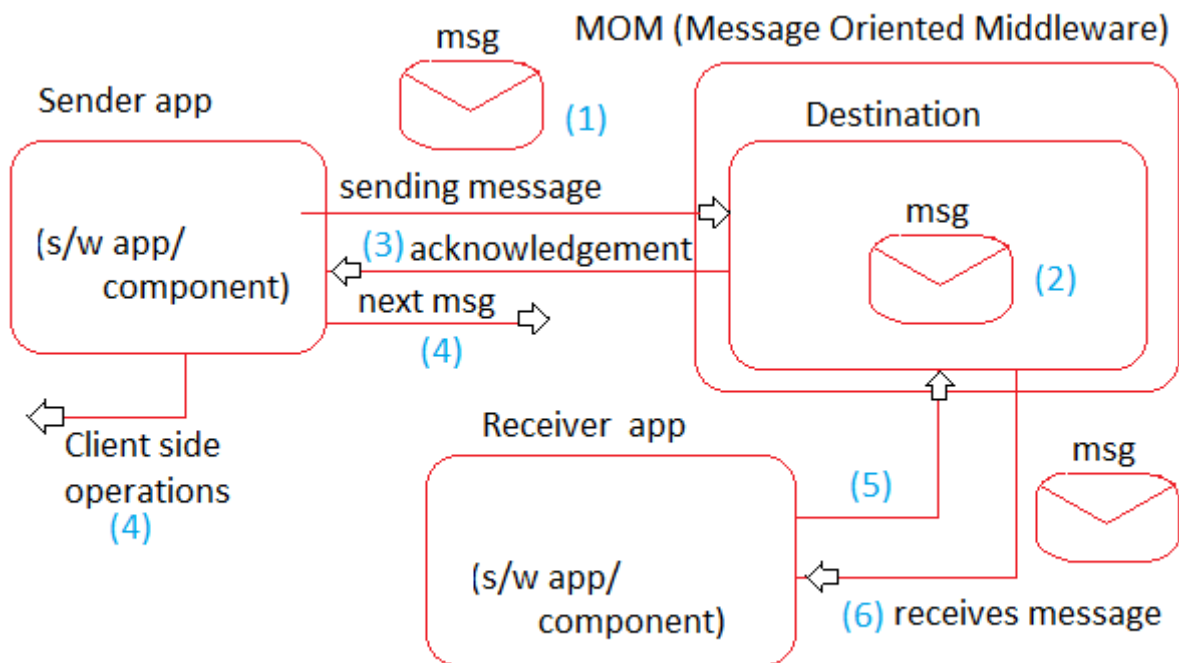 msg
MOM (Message Oriented Middleware)
Sender app
(1)
Destination
sending message
msg
(s/w app/
component)
(3) acknowledgement
(2)
next msg
(4)
Client side
operations
(4)
Receiver app
msg
(5)
(s/w app/
component)
(6) receives message